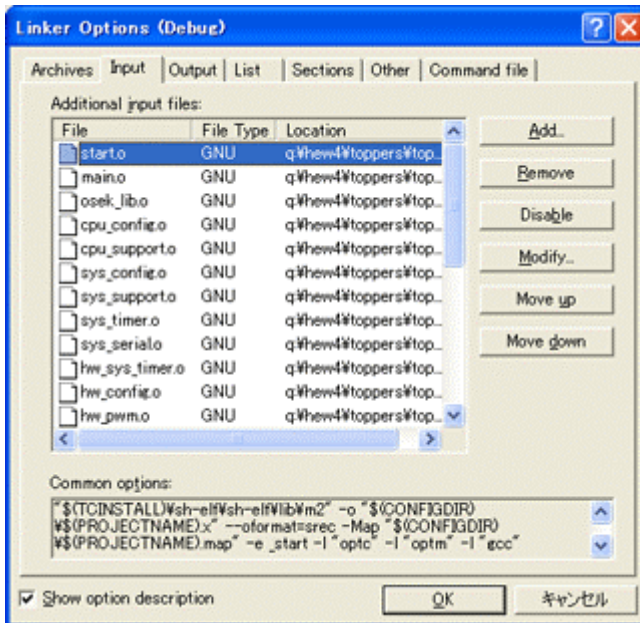 Linker Options (Debug)
Archives Input Output List Sections Other Command file
Additional input files:
File File Type Location
start.o GNU q:¥hew4¥toppers¥top...
main.o GNU q:¥hew4¥toppers¥top...
osek_lib.o GNU q:¥hew4¥toppers¥top...
cpu_config.o GNU q:¥hew4¥toppers¥top...
cpu_support.o GNU q:¥hew4¥toppers¥top...
sys_config.o GNU q:¥hew4¥toppers¥top...
sys_support.o GNU q:¥hew4¥toppers¥top...
sys_timer.o GNU q:¥hew4¥toppers¥top...
sys_serial.o GNU q:¥hew4¥toppers¥top...
hw_sys_timer.o GNU q:¥hew4¥toppers¥top...
hw_config.o GNU q:¥hew4¥toppers¥top...
hw_pwm.o GNU q:¥hew4¥toppers¥top...
Add...
Remove
Disable
Modify...
Move up
Move down
Common options:
"$(TCINSTALL)¥sh-elf¥sh-elf¥lib¥m2" -o "$(CONFIGDIR)
¥$(PROJECTNAME).x" --oformat=srec -Map "$(CONFIGDIR)
¥$(PROJECTNAME).map" -e _start -l "optc" -l "optm" -l "gcc"
Show option description
OK キャンセル